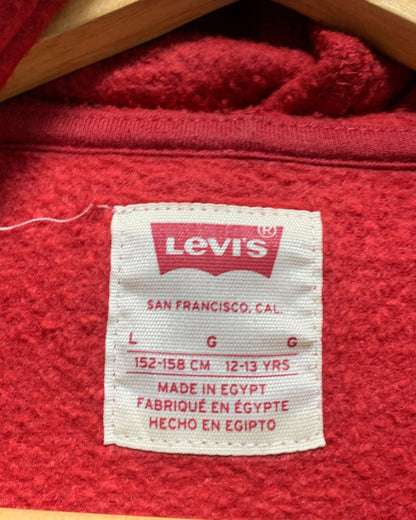 LEVI'S®
SAN FRANCISCO, CAL.
L G G
152-158 CM 12-13 YRS
MADE IN EGYPT
FABRIQUÉ EN ÉGYPTE
HECHO EN EGIPTO